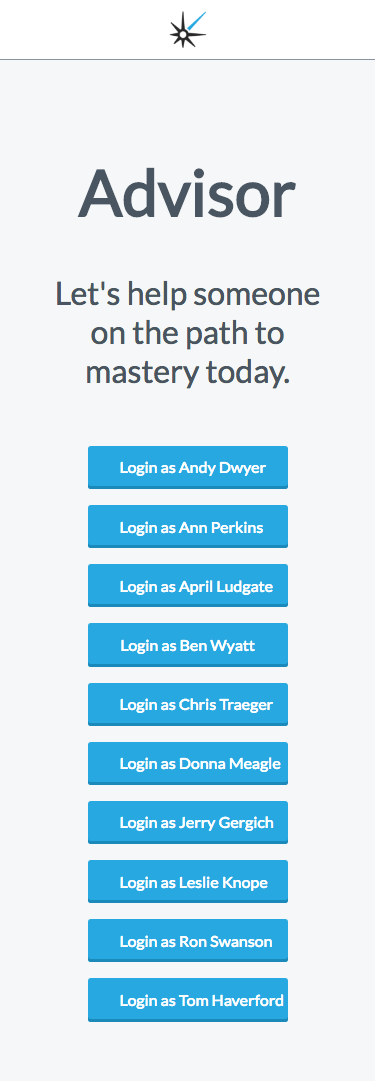 Advisor
Let's help someone
on the path to
mastery today.
Login as Andy Dwyer
Login as Ann Perkins
Login as April Ludgate
Login as Ben Wyatt
Login as Chris Traeger
Login as Donna Meagle
Login as Jerry Gergich
Login as Leslie Knope
Login as Ron Swanson
Login as Tom Haverford